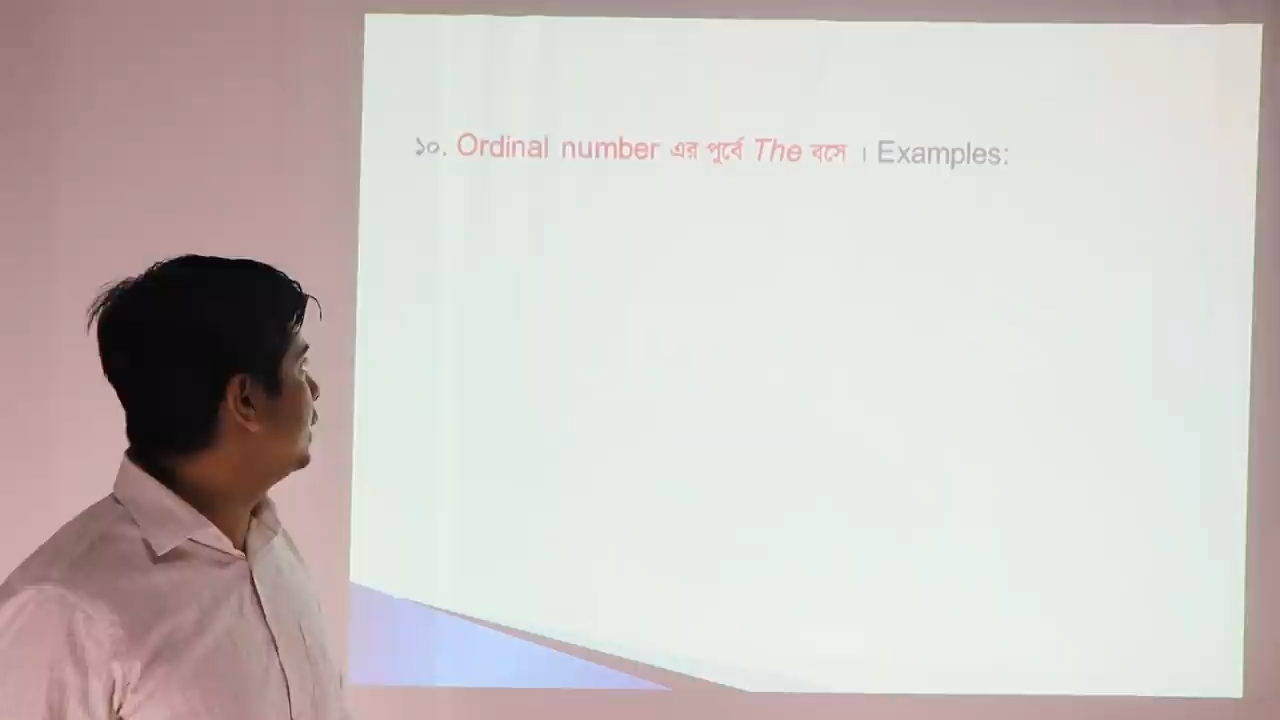 ১০. Ordinal number এর পূর্বে The বসে । Examples: